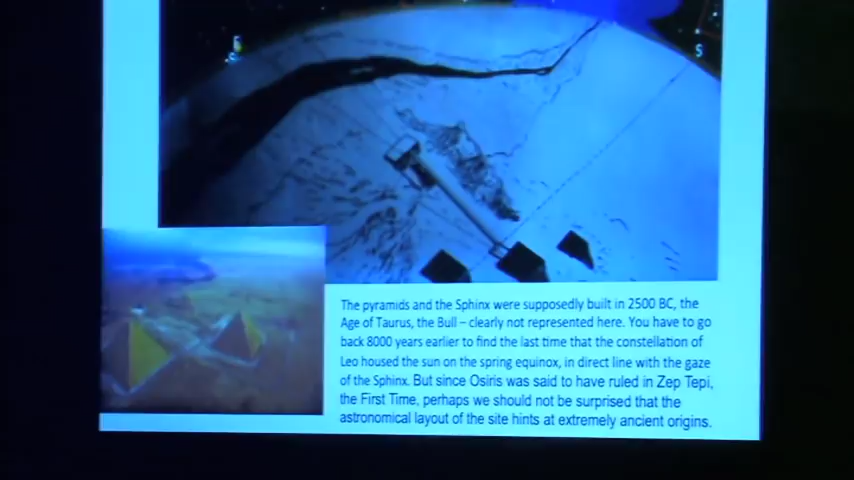 E
S
The pyramids and the Sphinx were supposedly built in 2500 BC, the
Age of Taurus, the Bull – clearly not represented here. You have to go
back 8000 years earlier to find the last time that the constellation of
Leo housed the sun on the spring equinox, in direct line with the gaze
of the Sphinx. But since Osiris was said to have ruled in Zep Tepi,
the First Time, perhaps we should not be surprised that the
astronomical layout of the site hints at extremely ancient origins.